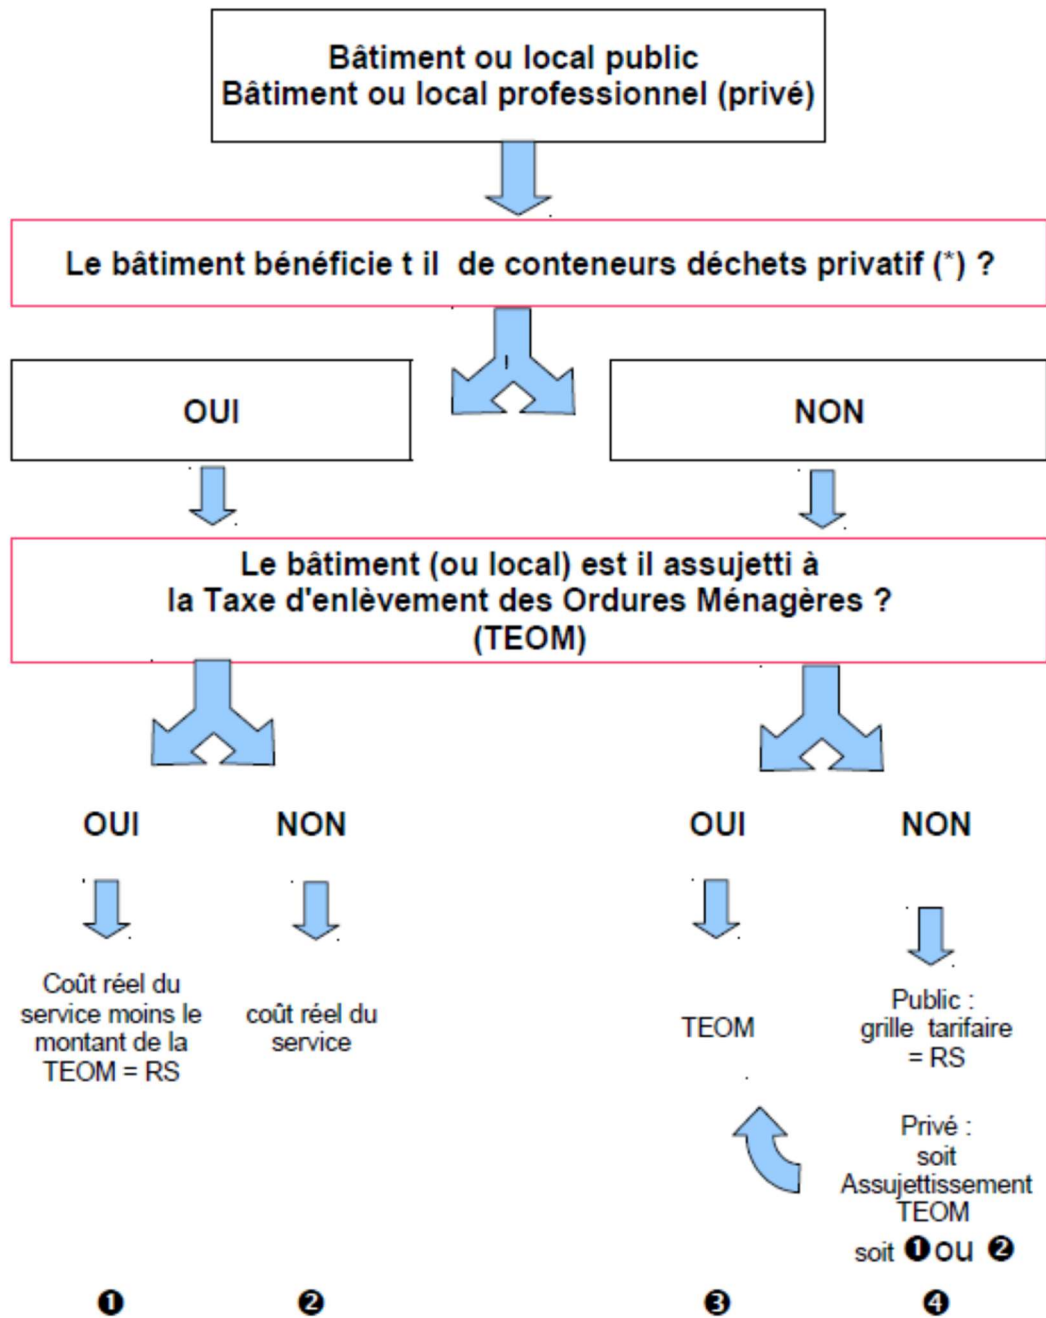 Bâtiment ou local public
Bâtiment ou local professionnel (privé)
Le bâtiment bénéficie t il de conteneurs déchets privatif (*) ?
OUI
NON
Le bâtiment (ou local) est il assujetti à
la Taxe d'enlèvement des Ordures Ménagères ?
(TEOM)
OUI
NON
OUI
NON
Coût réel du
service moins le
montant de la
TEOM = RS
coût réel du
service
TEOM
Public :
grille tarifaire
= RS
Privé :
soit
Assujettissement
TEOM
soit ❶ ou ❷
❶
❷
❸
❹